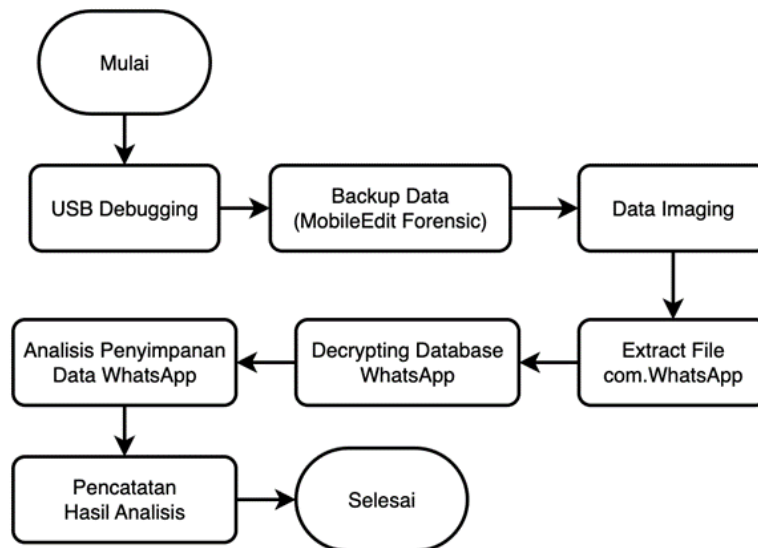 Mulai
USB Debugging
Backup Data
(MobileEdit Forensic)
Data Imaging
Extract File
com.WhatsApp
Decrypting Database
WhatsApp
Analisis Penyimpanan
Data WhatsApp
Pencatatan
Hasil Analisis
Selesai